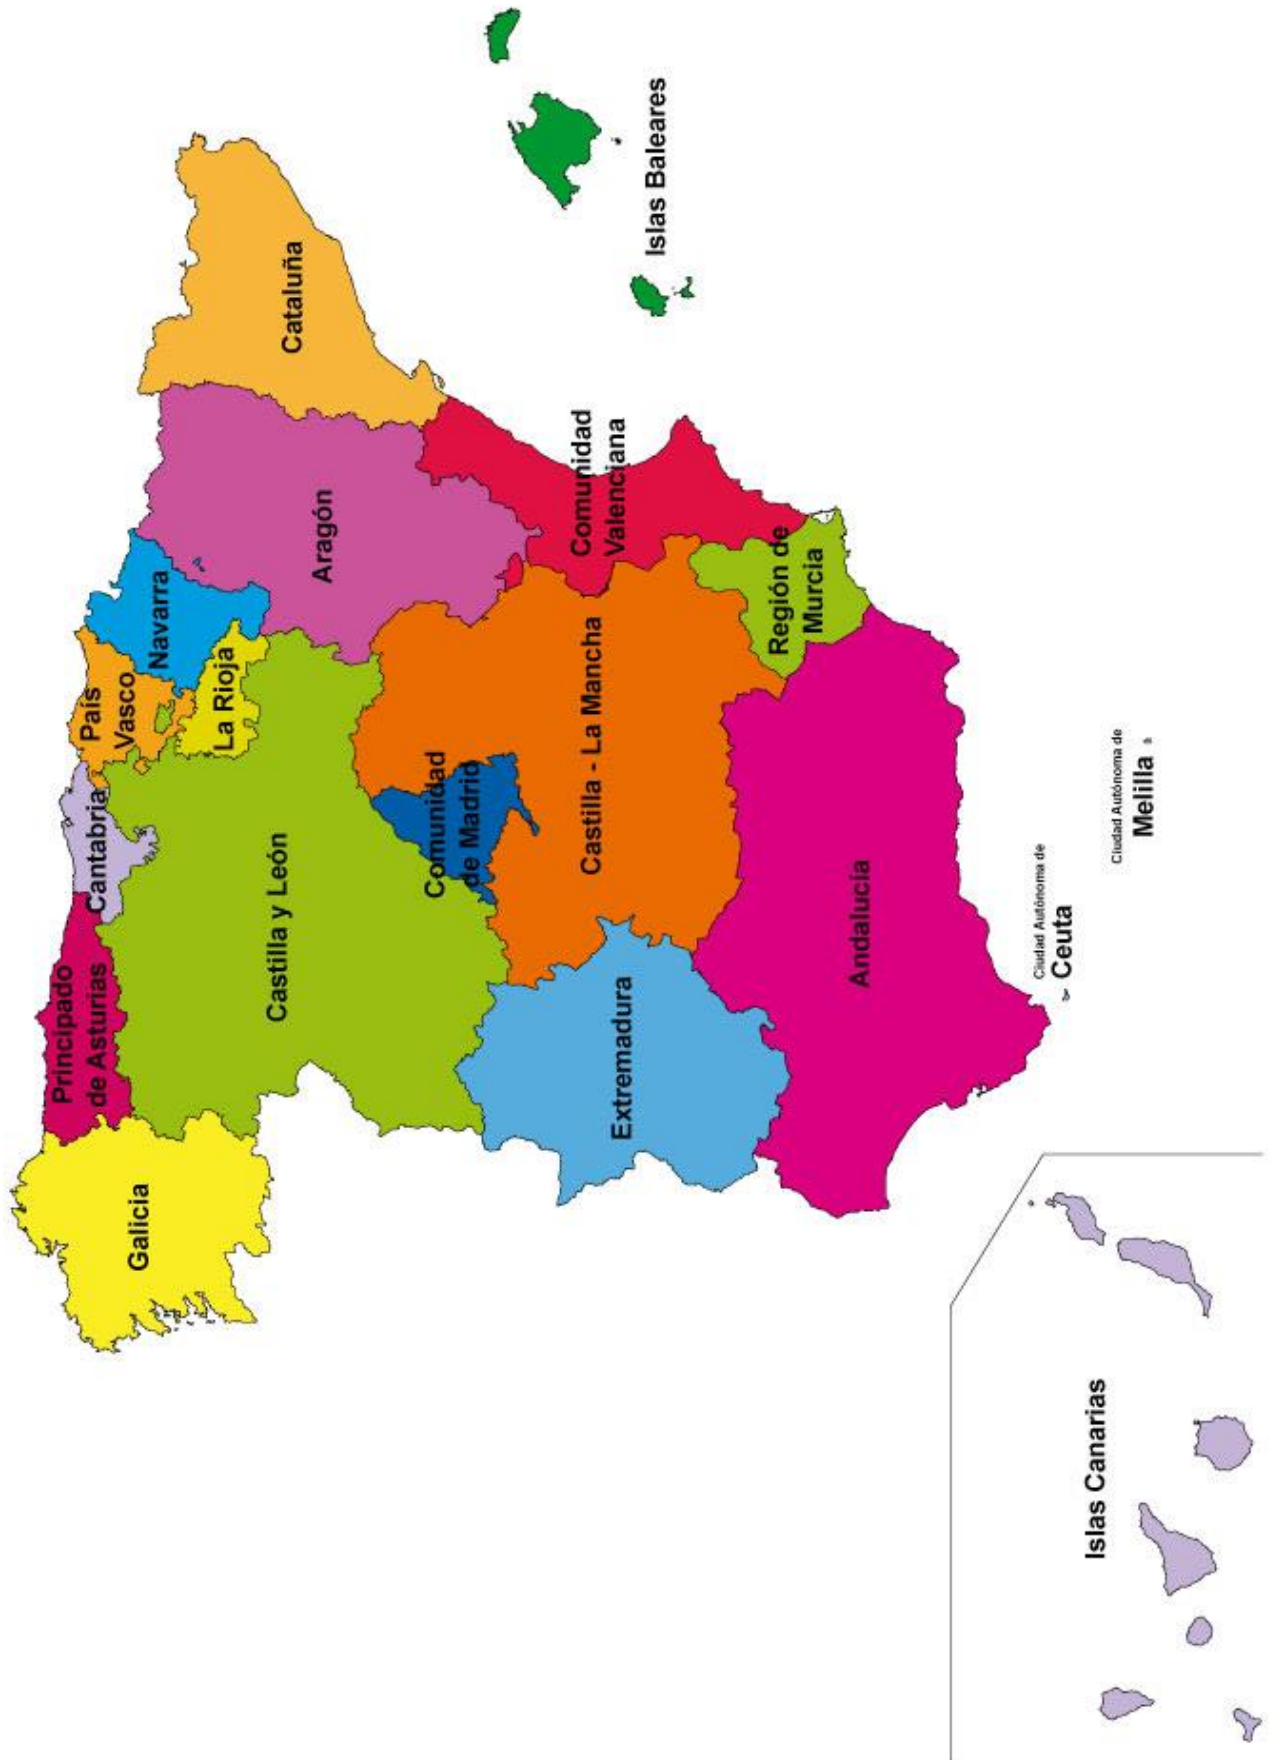 Principado
de Asturias
Cantabria
País
Vasco
Navarra
Galicia
La Rioja
Cataluña
Aragón
Castilla y León
Comunidad
de Madrid
Comunidad
Valenciana
Islas Baleares
Castilla - La Mancha
Extremadura
Región de
Murcia
Andalucia
Ciudad Autónoma de
Ceuta
Ciudad Autónoma de
Melilla
Islas Canarias